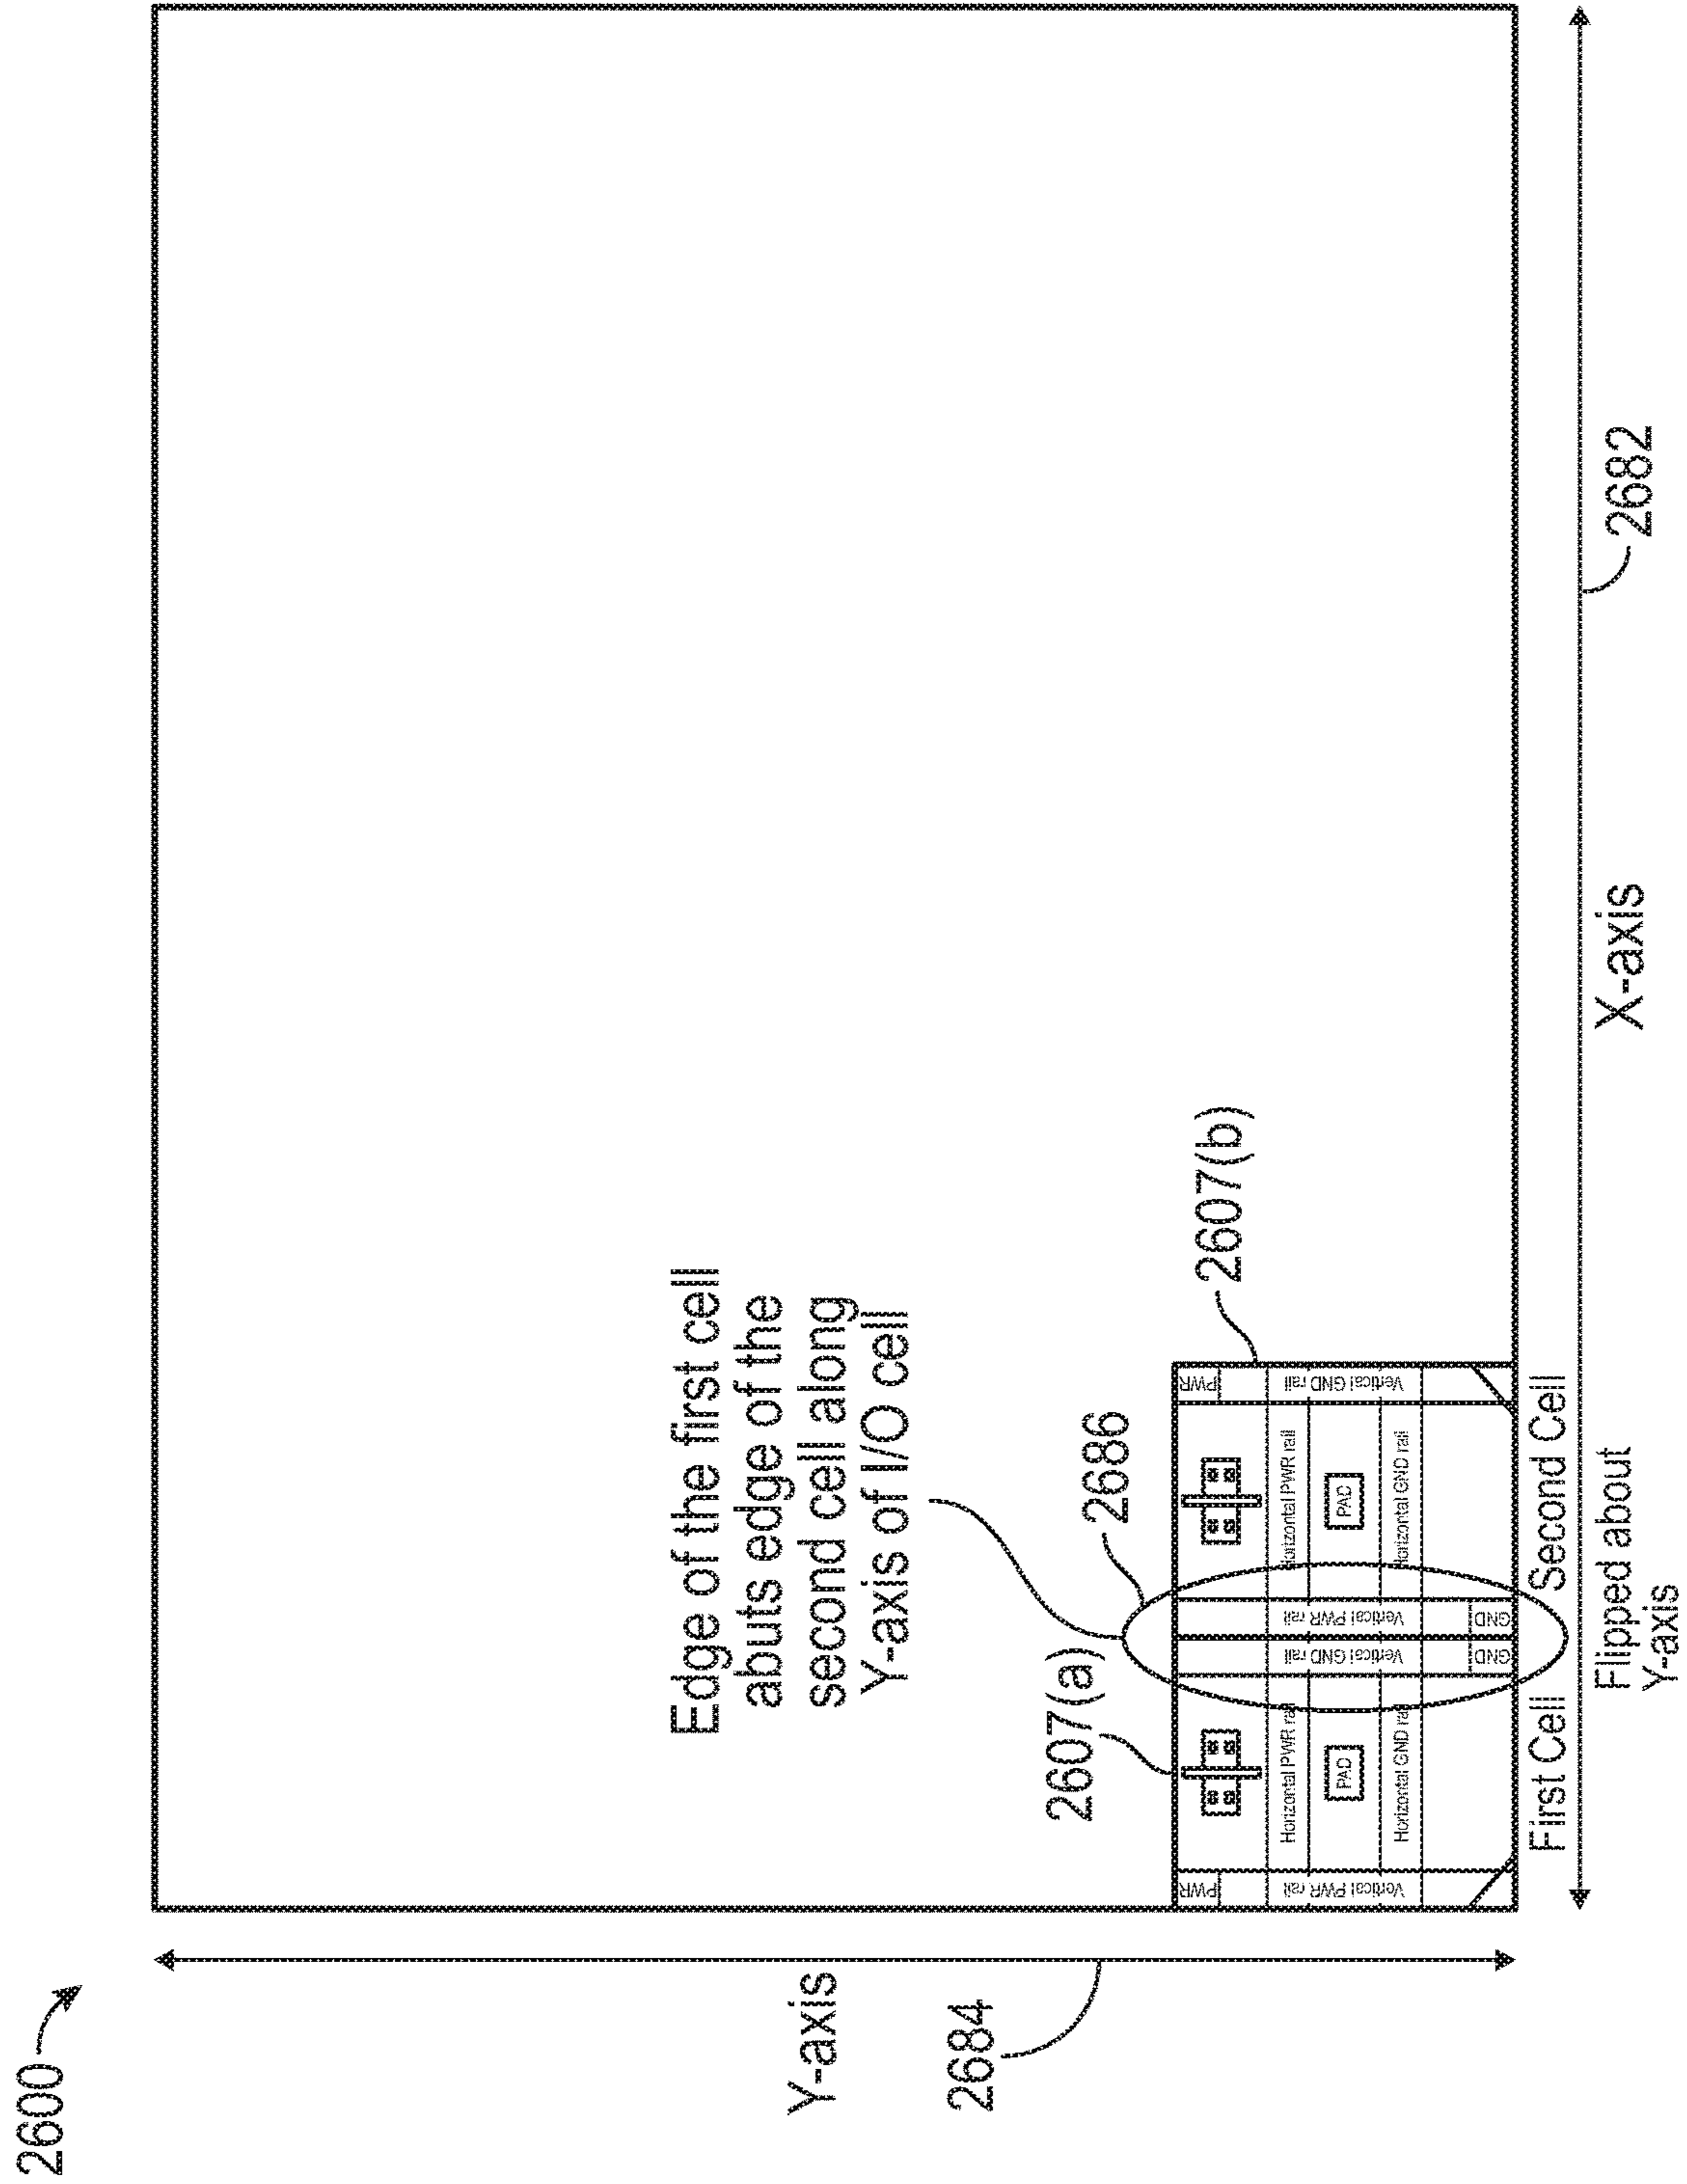 2600
Y-axis
2684
Edge of the first cell
abuts edge of the
second cell along
Y-axis of I/O cell
2607(a)
2686
2607(b)
PWR
Vertical PWR rail
Horizontal PWR rail
PAD
Horizontal GND rail
Vertical GND rail
GND
Vertical PWR rail
GND
Horizontal PWR rail
PAD
Horizontal GND rail
PWR
Vertical GND rail
First Cell
Second Cell
Flipped about
Y-axis
X-axis
2682